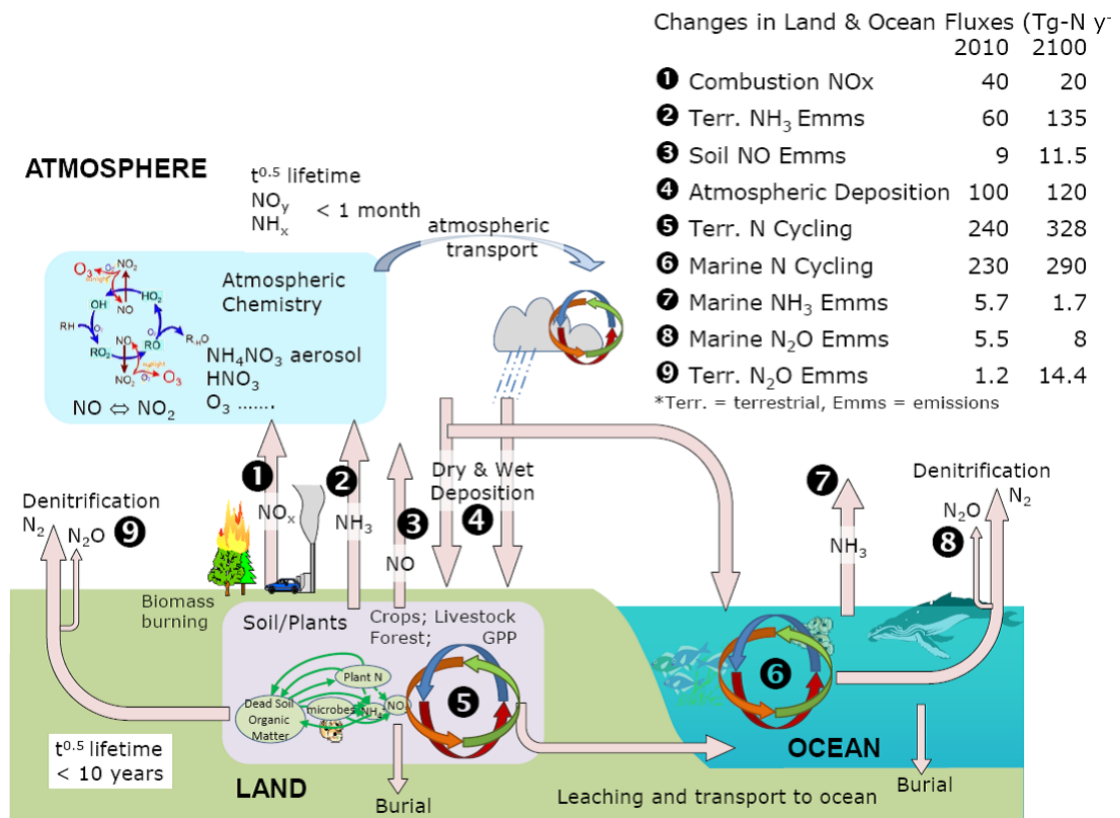 Changes in Land & Ocean Fluxes (Tg-N y⁻
2010 2100
❶ Combustion NOx 40 20
❷ Terr. NH₃ Emms 60 135
❸ Soil NO Emms 9 11.5
❹ Atmospheric Deposition 100 120
❺ Terr. N Cycling 240 328
❻ Marine N Cycling 230 290
❼ Marine NH₃ Emms 5.7 1.7
❽ Marine N₂O Emms 5.5 8
❾ Terr. N₂O Emms 1.2 14.4
*Terr. = terrestrial, Emms = emissions
ATMOSPHERE
t⁰·⁵ lifetime
NOᵧ
NHₓ
< 1 month
atmospheric
transport
Atmospheric
Chemistry
O₃
O₂
NO₂
NO
OH
HO₂
RH
O₂
O₂
RO₂
RO
NO
NO₂
O₂
O₃
NH₄NO₃ aerosol
HNO₃
O₃ .......
NO ⇔ NO₂
❶
NOₓ
❷
NH₃
❸
NO
Dry & Wet
Deposition
❹
Denitrification
N₂
N₂O
❾
❼
NH₃
Denitrification
N₂
N₂O
❽
Biomass
burning
Soil/Plants
Crops; Livestock
Forest; GPP
Plant N
Dead Soil
Organic
Matter
microbes
NH₄
❺
❻
t⁰·⁵ lifetime
< 10 years
LAND
OCEAN
Burial
Burial
Leaching and transport to ocean